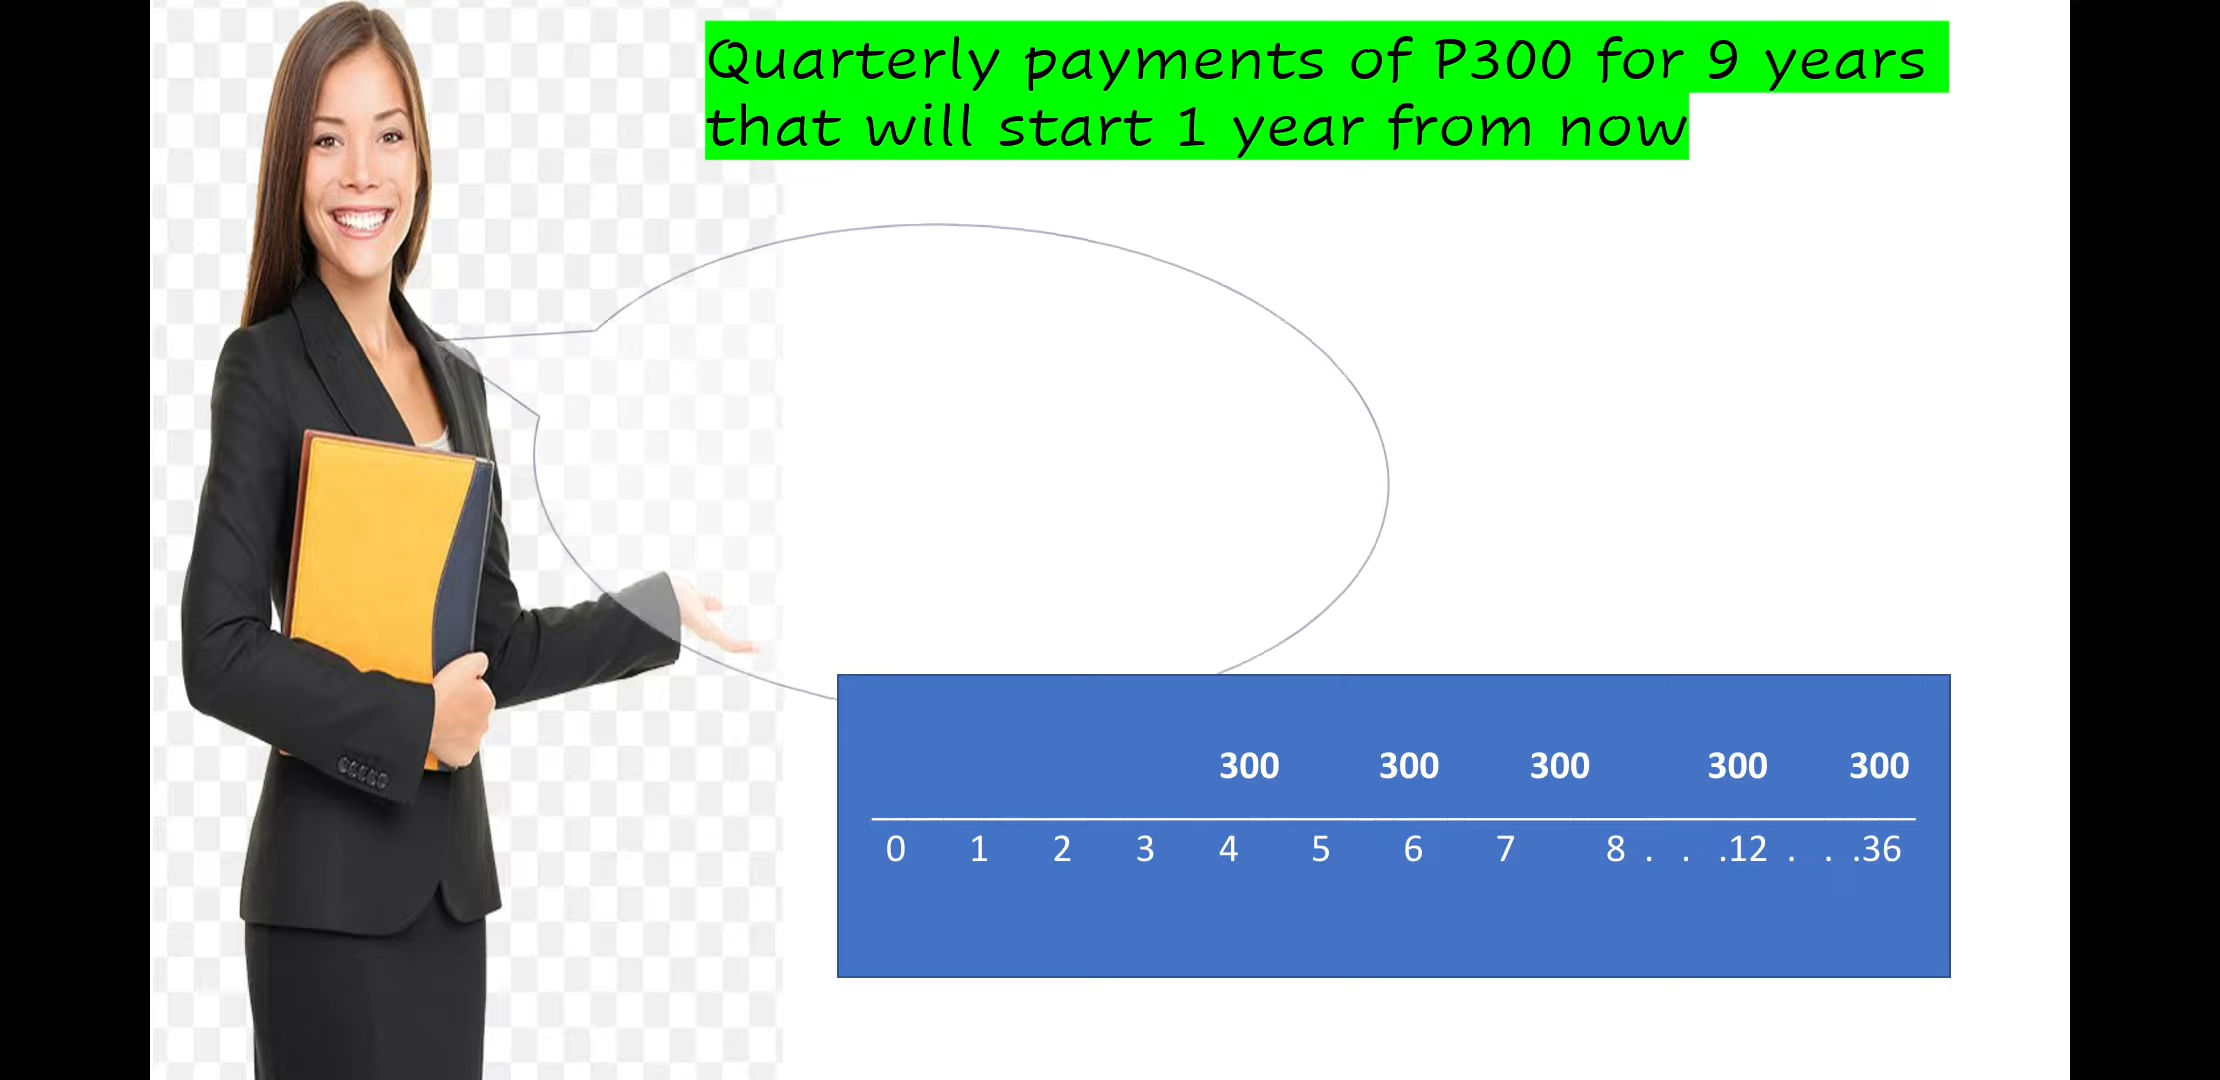 Quarterly payments of P300 for 9 years
that will start 1 year from now
300 300 300 300 300
0 1 2 3 4 5 6 7 8 . . .12 . . .36